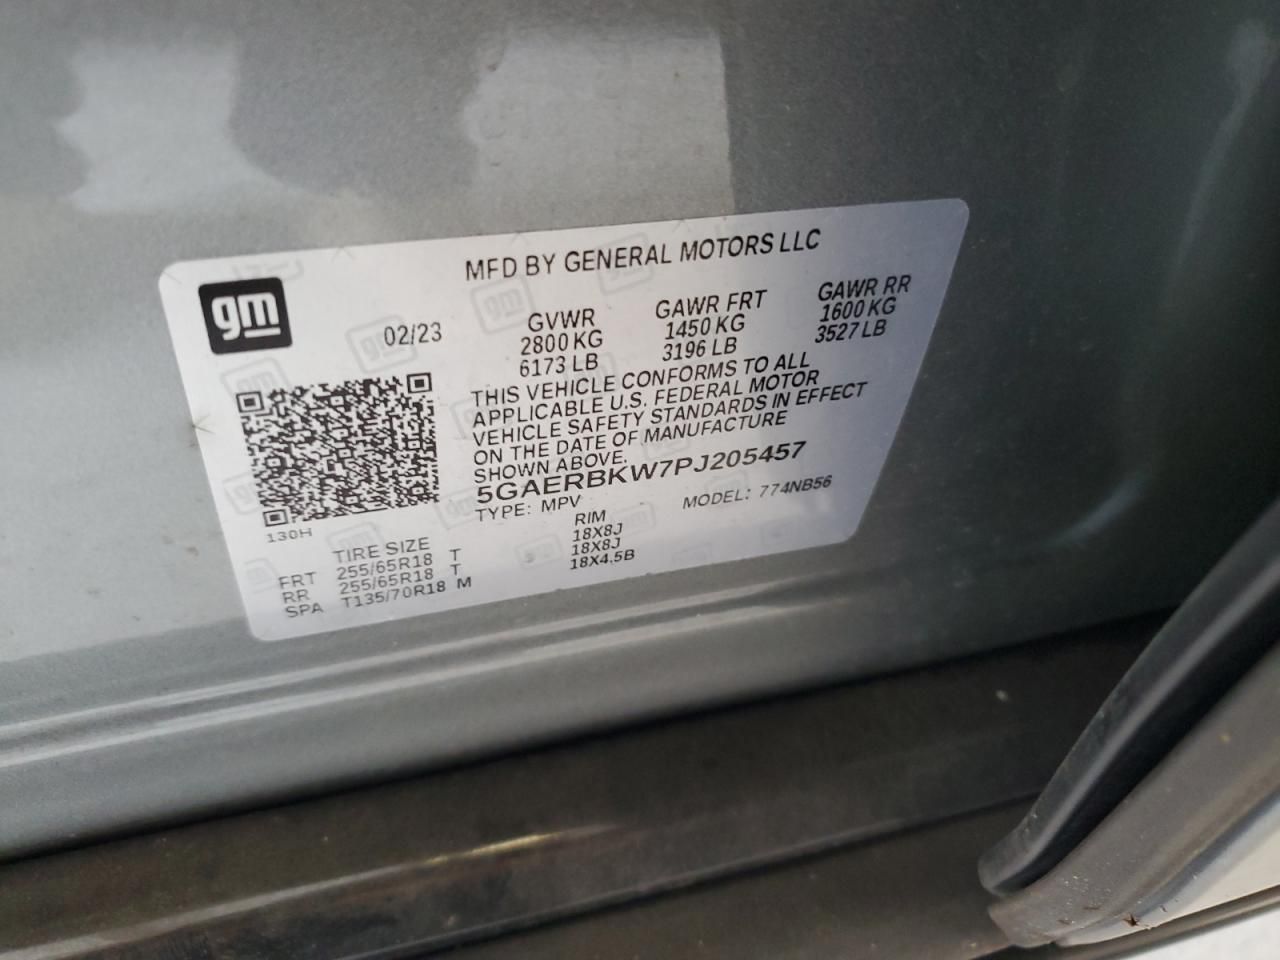 MFD BY GENERAL MOTORS LLC
gm
02/23
GVWR GAWR FRT GAWR RR
2800 KG 1450 KG 1600 KG
6173 LB 3196 LB 3527 LB
THIS VEHICLE CONFORMS TO ALL
APPLICABLE U.S. FEDERAL MOTOR
VEHICLE SAFETY STANDARDS IN EFFECT
ON THE DATE OF MANUFACTURE
SHOWN ABOVE.
5GAERBKW7PJ205457
TYPE: MPV MODEL: 774NB56
130H
TIRE SIZE RIM
FRT 255/65R18 T 18X8J
RR 255/65R18 T 18X8J
SPA T135/70R18 M 18X4.5B